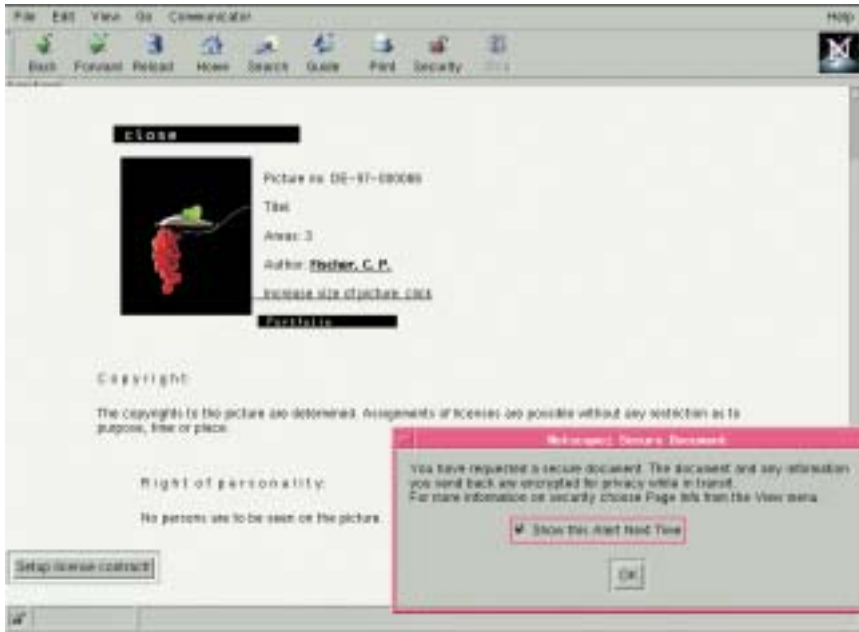 File Edit View Go Communicator Help
Back Forward Reload Home Search Guide Print Security
close
Picture no. DE-97-000086
Titel
Areas: 3
Author: Fischer, C. P.
Increase size of picture: click
Portfolio
Copyright:
The copyrights to the picture are determined. Assignments of licenses are possible without any restriction as to
purpose, time or place.
Right of personality:
No persons are to be seen on the picture.
Setup license contract!
Netscape: Secure Document
You have requested a secure document. The document and any information
you send back are encrypted for privacy while in transit.
For more information on security choose Page Info from the View menu.
Show this Alert Next Time
OK